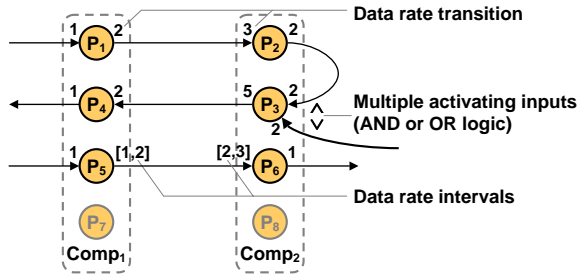 Data rate transition
1 P1 2 3 P2 2
1 P4 2 5 P3 2
Multiple activating inputs
2
(AND or OR logic)
1 P5 [1,2] [2,3] P6 1
Data rate intervals
P7 P8
Comp1 Comp2